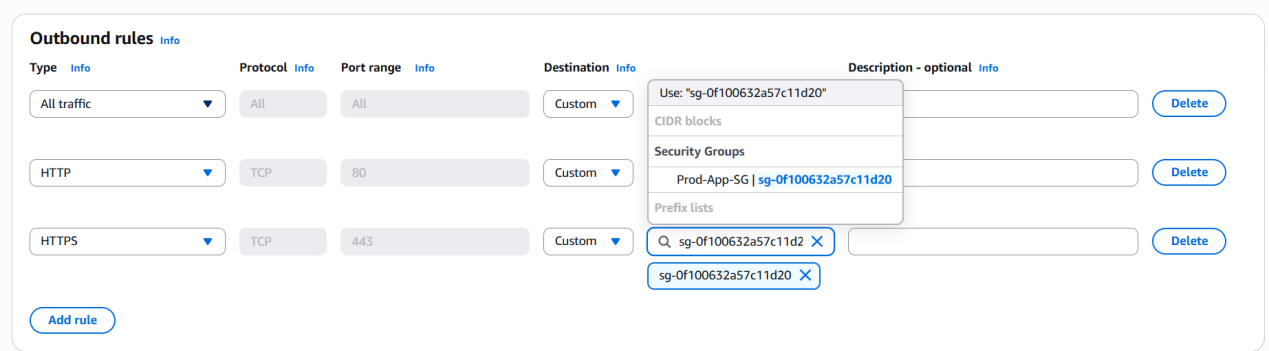 Outbound rules Info
Type Info Protocol Info Port range Info Destination Info Description - optional Info
All traffic All All Custom Delete
Use: "sg-0f100632a57c11d20"
CIDR blocks
Security Groups
HTTP TCP 80 Custom Delete
Prod-App-SG | sg-0f100632a57c11d20
Prefix lists
HTTPS TCP 443 Custom sg-0f100632a57c11d2 Delete
sg-0f100632a57c11d20
Add rule